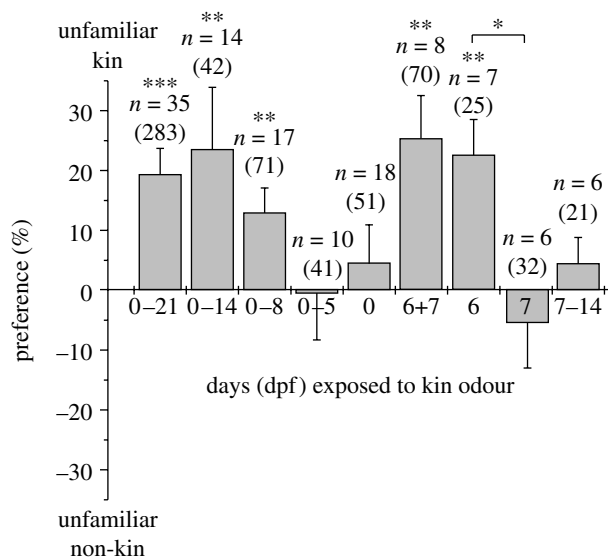 unfamiliar
kin
***
n = 35
(283)
**
n = 14
(42)
**
n = 17
(71)
n = 10
(41)
n = 18
(51)
**
n = 8
(70)
**
n = 7
(25)
*
n = 6
(32)
n = 6
(21)
preference (%)
30
20
10
0
−10
−20
−30
0–21 0–14 0–8 0–5 0 6+7 6 7 7–14
days (dpf) exposed to kin odour
unfamiliar
non-kin